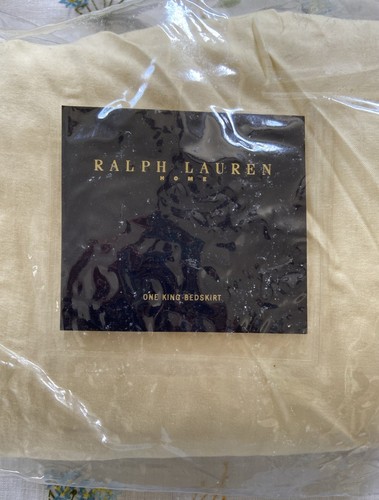 RALPH LAUREN
HOME
ONE KING BEDSKIRT